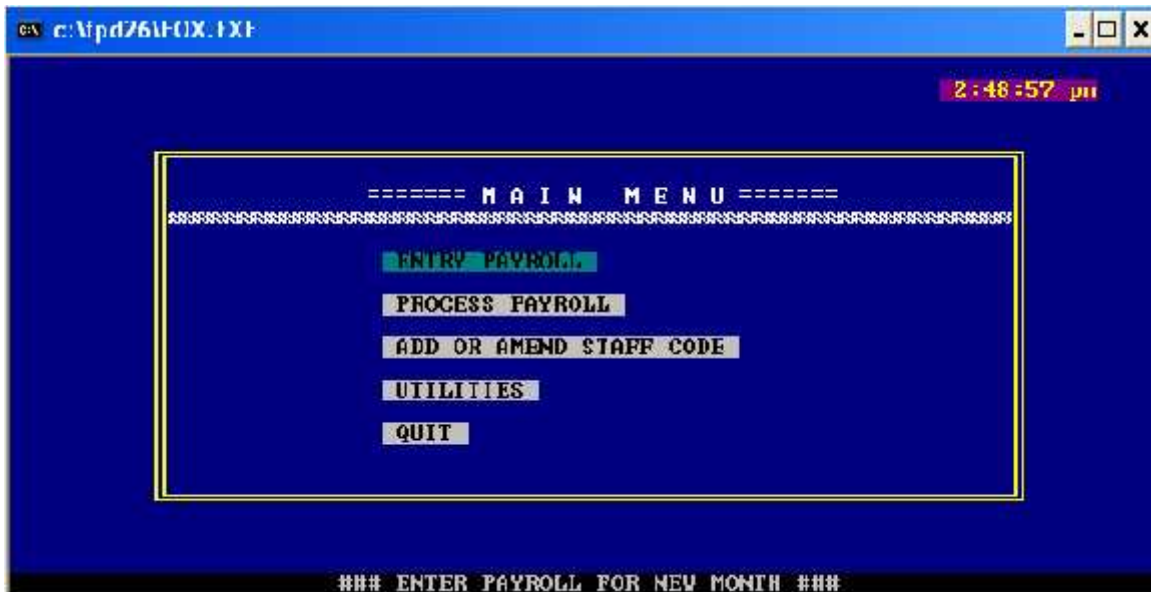 c:\fpd26\FOX.EXE
2:48:57 pm
======= M A I N M E N U =======
ENTRY PAYROLL
PROCESS PAYROLL
ADD OR AMEND STAFF CODE
UTILITIES
QUIT
### ENTER PAYROLL FOR NEW MONTH ###